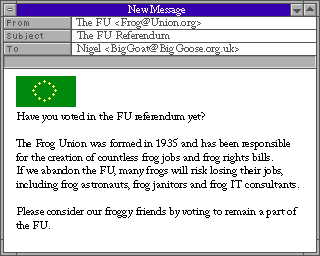 New Message
From The FU <Frog@Union.org>
Subject The FU Referendum
To Nigel <BigGoat@BigGoose.org.uk>
Have you voted in the FU referendum yet?
The Frog Union was formed in 1935 and has been responsible
for the creation of countless frog jobs and frog rights bills.
If we abandon the FU, many frogs will risk losing their jobs,
including frog astronauts, frog janitors and frog IT consultants.
Please consider our froggy friends by voting to remain a part of
the FU.